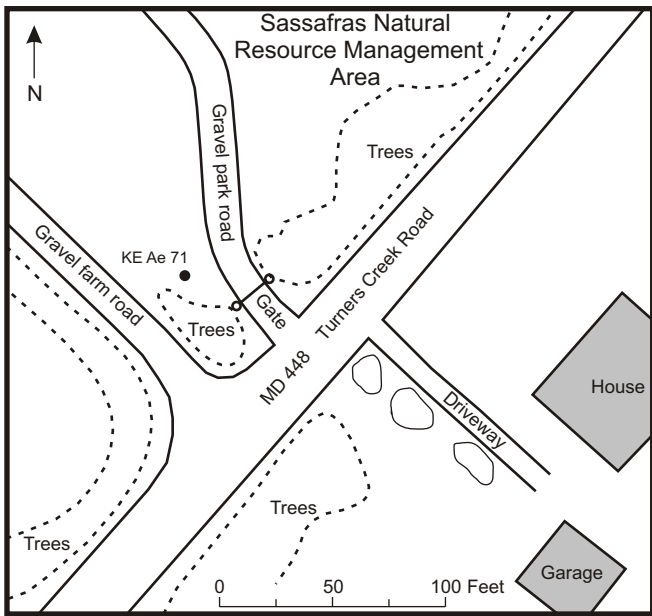 Sassafras Natural
Resource Management
Area
N
Gravel park road
Trees
Gravel farm road
KE Ae 71
Trees
Gate
MD 448 Turners Creek Road
Driveway
House
Trees
Trees
Garage
0 50 100 Feet